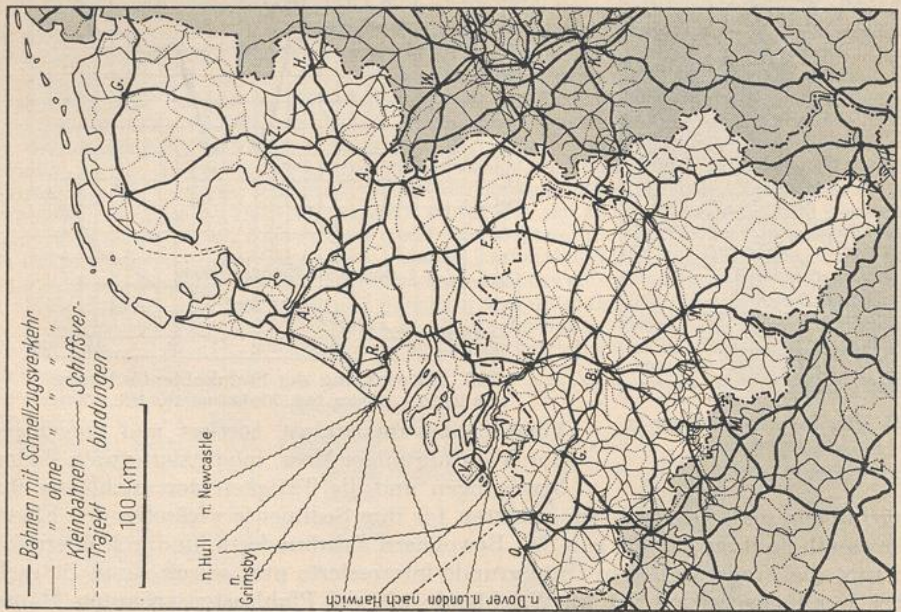 Bahnen mit Schnellzugsverkehr
" ohne " "
Kleinbahnen
Schiffsver-
Trajekt
bindungen
100 km
n. Hull
n. Newcastle
n.
Grimsby
n. Dover n. London nach Harwich
G.
L.
Z.
H.
A.
A.
N.
W.
R.
E.
R.
A.
V.
B.
O.
G.
B.
N.
M.
L.
K.
T.